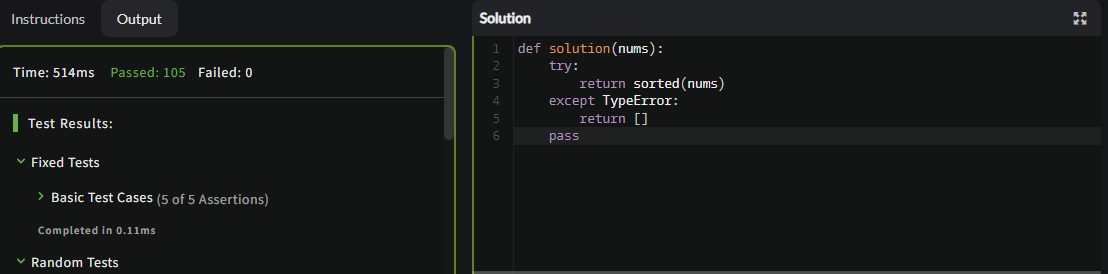 Instructions
Output
Time: 514ms Passed: 105 Failed: 0
Test Results:
Fixed Tests
Basic Test Cases (5 of 5 Assertions)
Completed in 0.11ms
Random Tests
Solution
1 def solution(nums):
2     try:
3         return sorted(nums)
4     except TypeError:
5         return []
6     pass